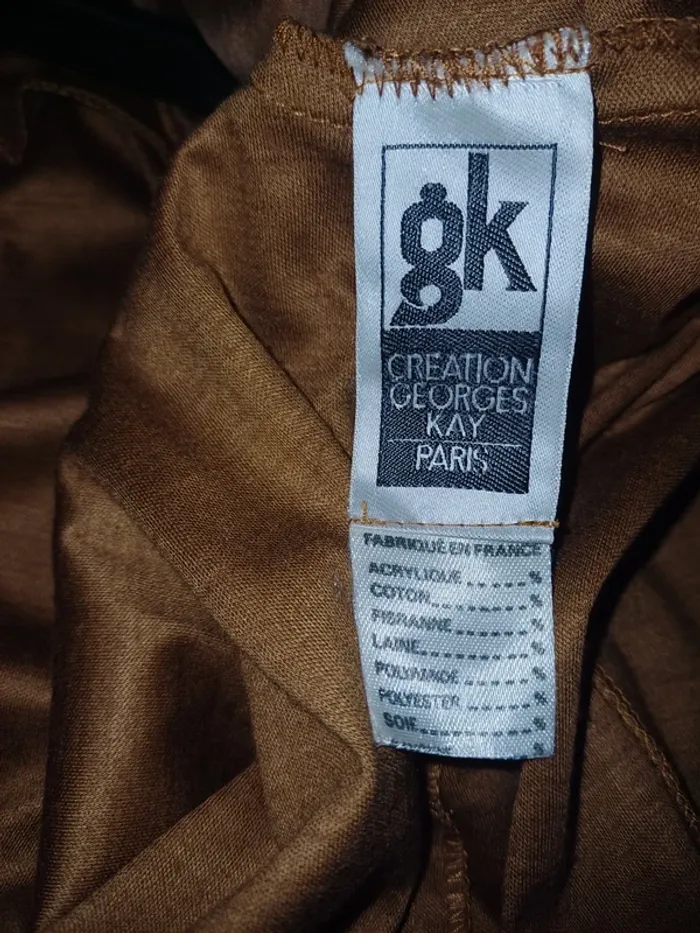 gk
CREATION
GEORGES
KAY
PARIS
FABRIQUE EN FRANCE
ACRYLIQUE......%
COTON......%
FIBRANNE......%
LAINE......%
POLYAMIDE......%
POLYESTER......%
SOIE......%
%